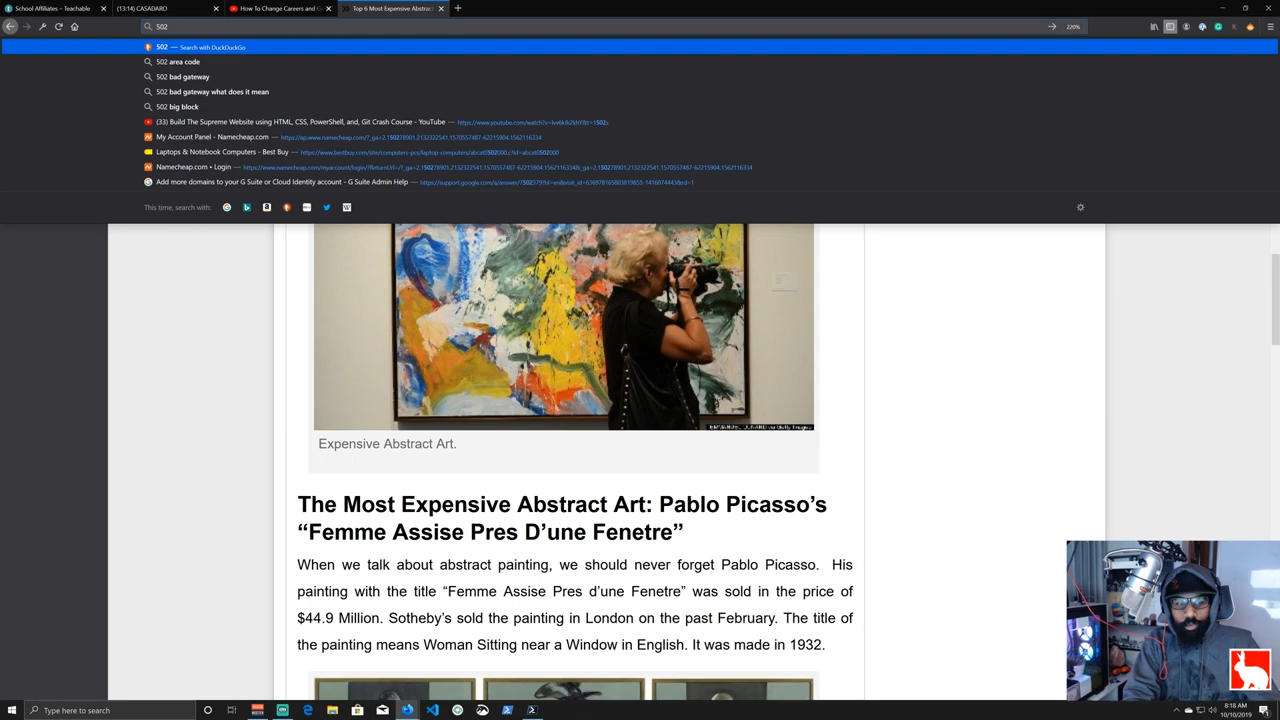 School Affiliates – Teachable
(13:14) CASADARO
How To Change Careers and G
Top 6 Most Expensive Abstract
502
220%
502 — Search with DuckDuckGo
502 area code
502 bad gateway
502 bad gateway what does it mean
502 big block
(33) Build The Supreme Website using HTML, CSS, PowerShell, and, Git Crash Course - YouTube —
My Account Panel - Namecheap.com —
Laptops & Notebook Computers - Best Buy —
Namecheap.com • Login —
Add more domains to your G Suite or Cloud Identity account - G Suite Admin Help —
This time, search with:
Expensive Abstract Art.
The Most Expensive Abstract Art: Pablo Picasso’s
“Femme Assise Pres D’une Fenetre”
When we talk about abstract painting, we should never forget Pablo Picasso. His
painting with the title “Femme Assise Pres d’une Fenetre” was sold in the price of
$44.9 Million. Sotheby’s sold the painting in London on the past February. The title of
the painting means Woman Sitting near a Window in English. It was made in 1932.
Type here to search
8:18 AM
10/10/2019